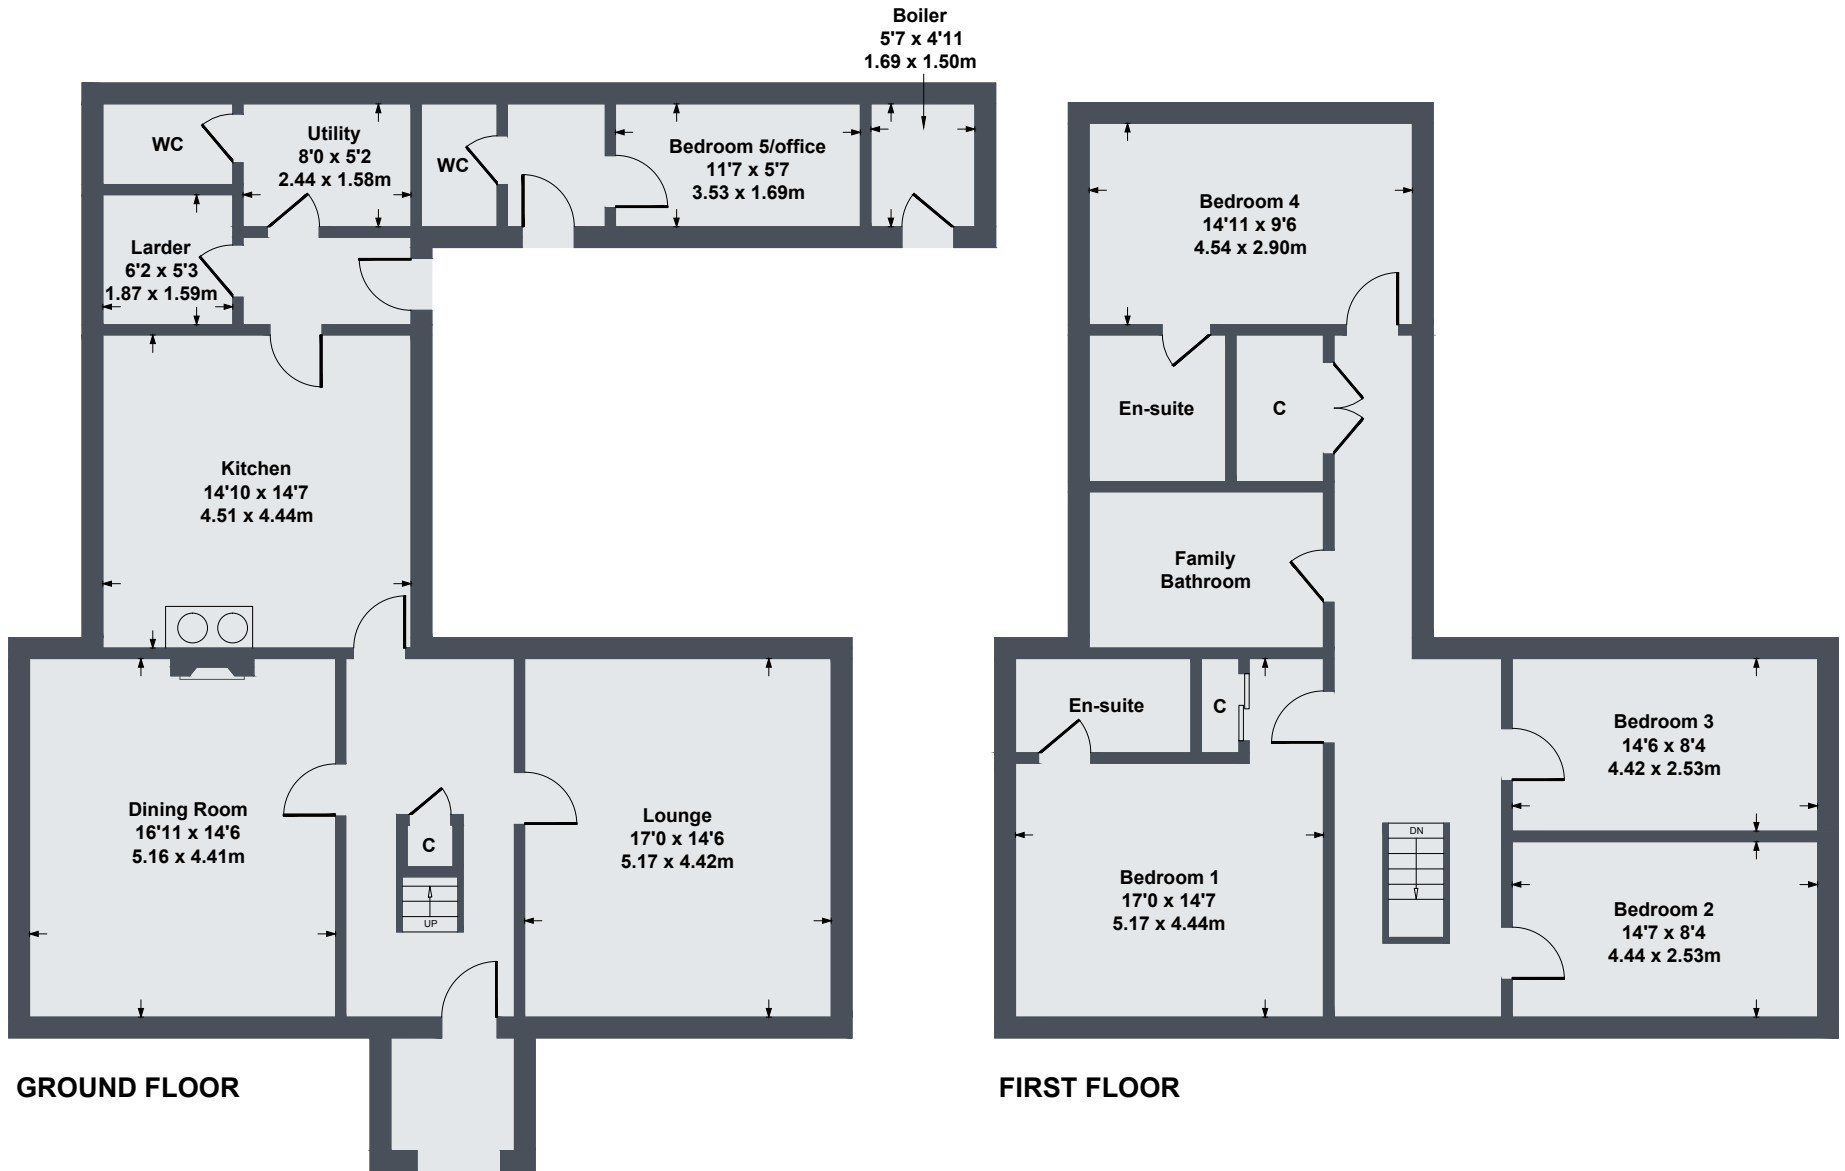 Boiler
5'7 x 4'11
1.69 x 1.50m
WC
Utility
8'0 x 5'2
2.44 x 1.58m
WC
Bedroom 5/office
11'7 x 5'7
3.53 x 1.69m
Larder
6'2 x 5'3
1.87 x 1.59m
Kitchen
14'10 x 14'7
4.51 x 4.44m
Dining Room
16'11 x 14'6
5.16 x 4.41m
C
UP
Lounge
17'0 x 14'6
5.17 x 4.42m
GROUND FLOOR
Bedroom 4
14'11 x 9'6
4.54 x 2.90m
En-suite
C
Family
Bathroom
En-suite
C
Bedroom 3
14'6 x 8'4
4.42 x 2.53m
Bedroom 1
17'0 x 14'7
5.17 x 4.44m
DN
Bedroom 2
14'7 x 8'4
4.44 x 2.53m
FIRST FLOOR